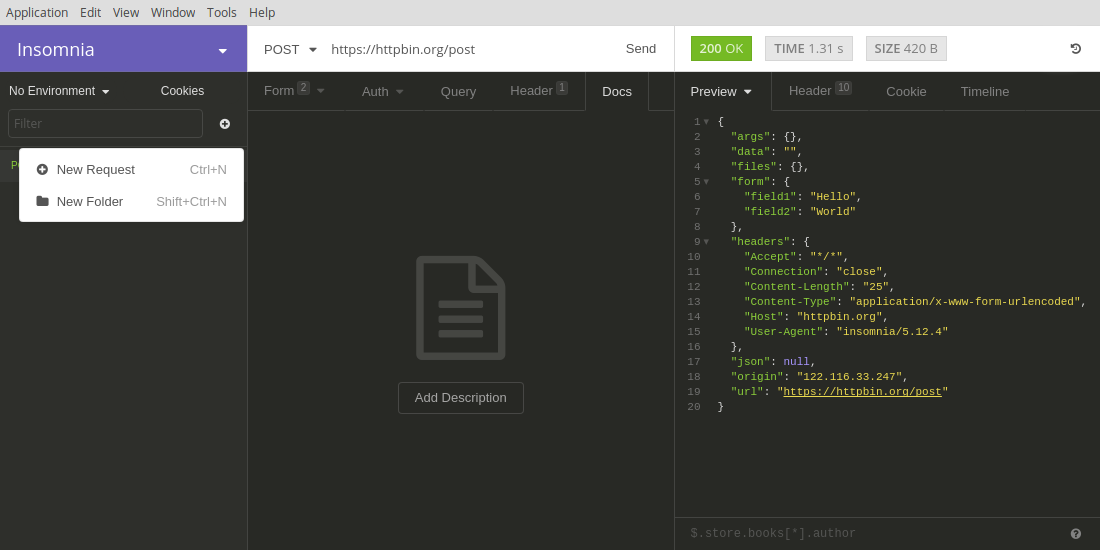 Application Edit View Window Tools Help
Insomnia
POST https://httpbin.org/post Send
200 OK TIME 1.31 s SIZE 420 B
No Environment Cookies
Filter
New Request Ctrl+N
New Folder Shift+Ctrl+N
Form 2 Auth Query Header 1 Docs
Add Description
Preview Header 10 Cookie Timeline
1 {
2 "args": {},
3 "data": "",
4 "files": {},
5 "form": {
6 "field1": "Hello",
7 "field2": "World"
8 },
9 "headers": {
10 "Accept": "*/*",
11 "Connection": "close",
12 "Content-Length": "25",
13 "Content-Type": "application/x-www-form-urlencoded",
14 "Host": "httpbin.org",
15 "User-Agent": "insomnia/5.12.4"
16 },
17 "json": null,
18 "origin": "122.116.33.247",
19 "url": "https://httpbin.org/post"
20 }
$.store.books[*].author